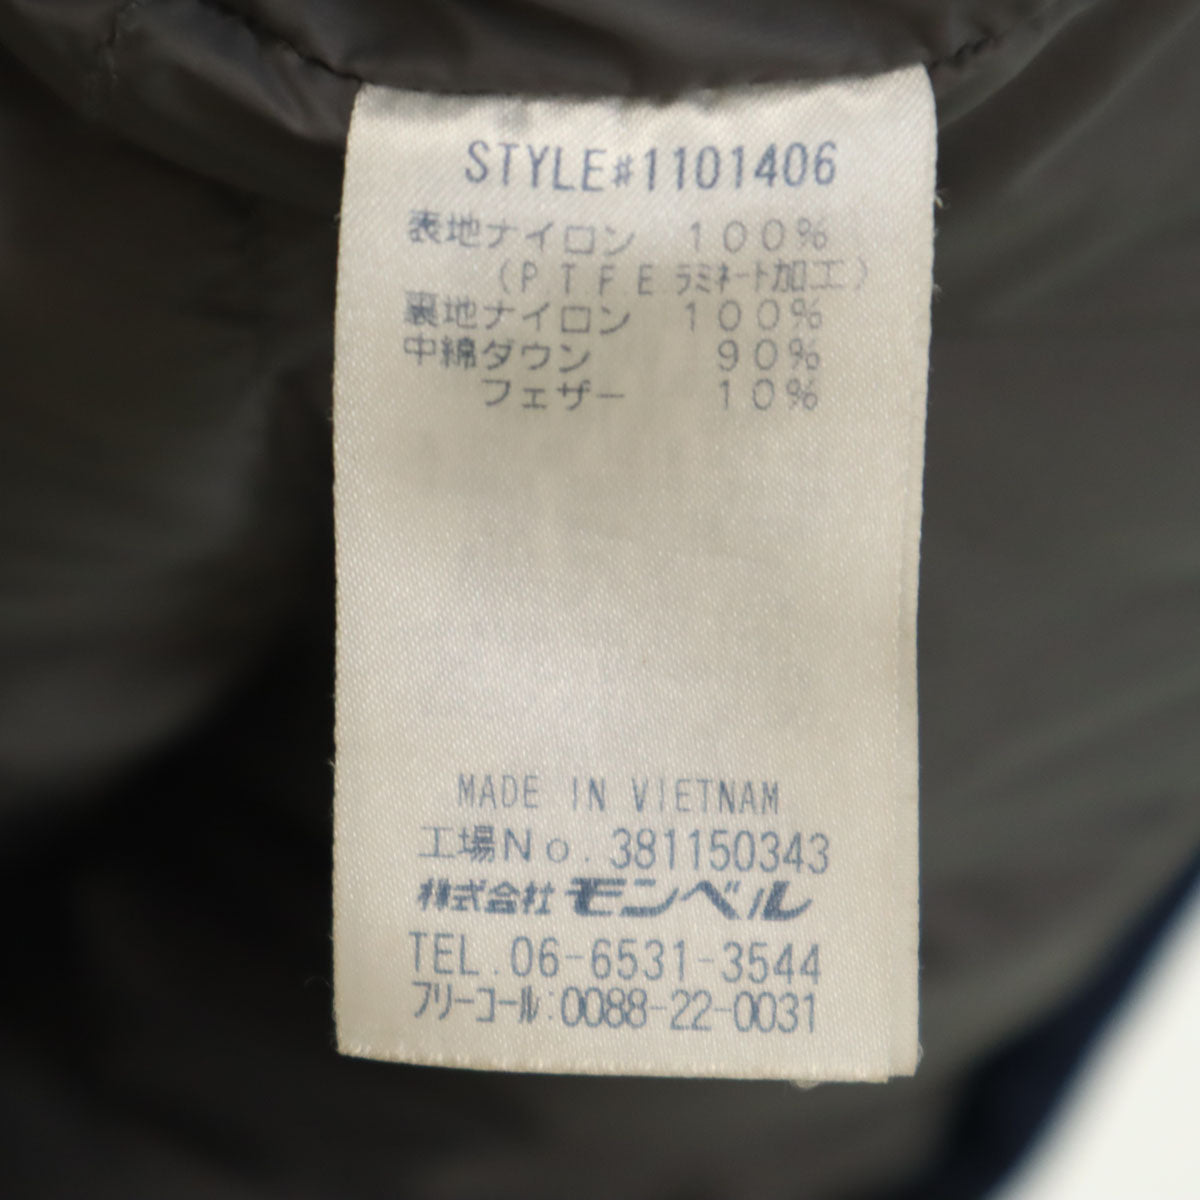 STYLE#1101406
表地ナイロン 100%
(PTFEラミネート加工)
裏地ナイロン 100%
中綿ダウン 90%
フェザー 10%
MADE IN VIETNAM
工場No.381150343
株式会社モンベル
TEL.06-6531-3544
フリーコール:0088-22-0031